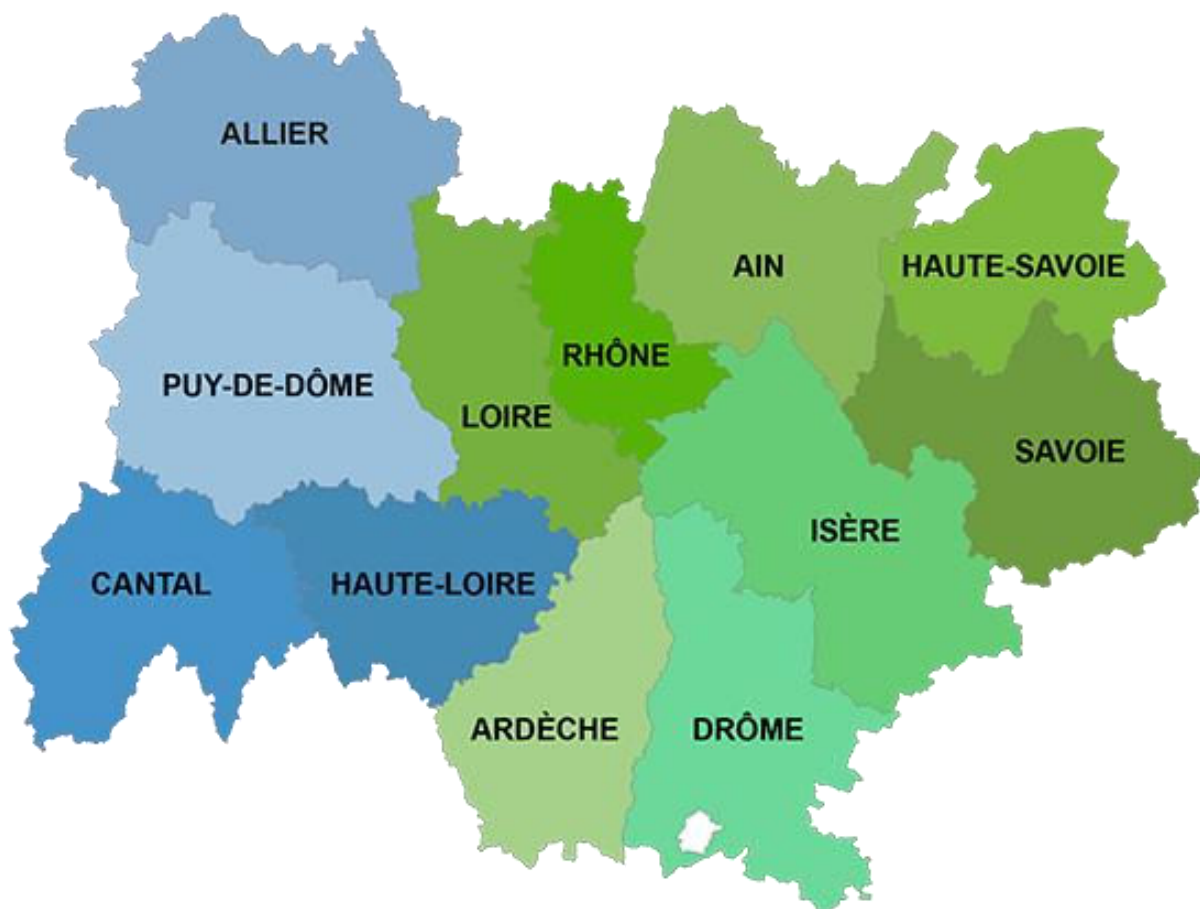 ALLIER
AIN
HAUTE-SAVOIE
RHÔNE
PUY-DE-DÔME
LOIRE
SAVOIE
ISÈRE
CANTAL
HAUTE-LOIRE
ARDÈCHE
DRÔME